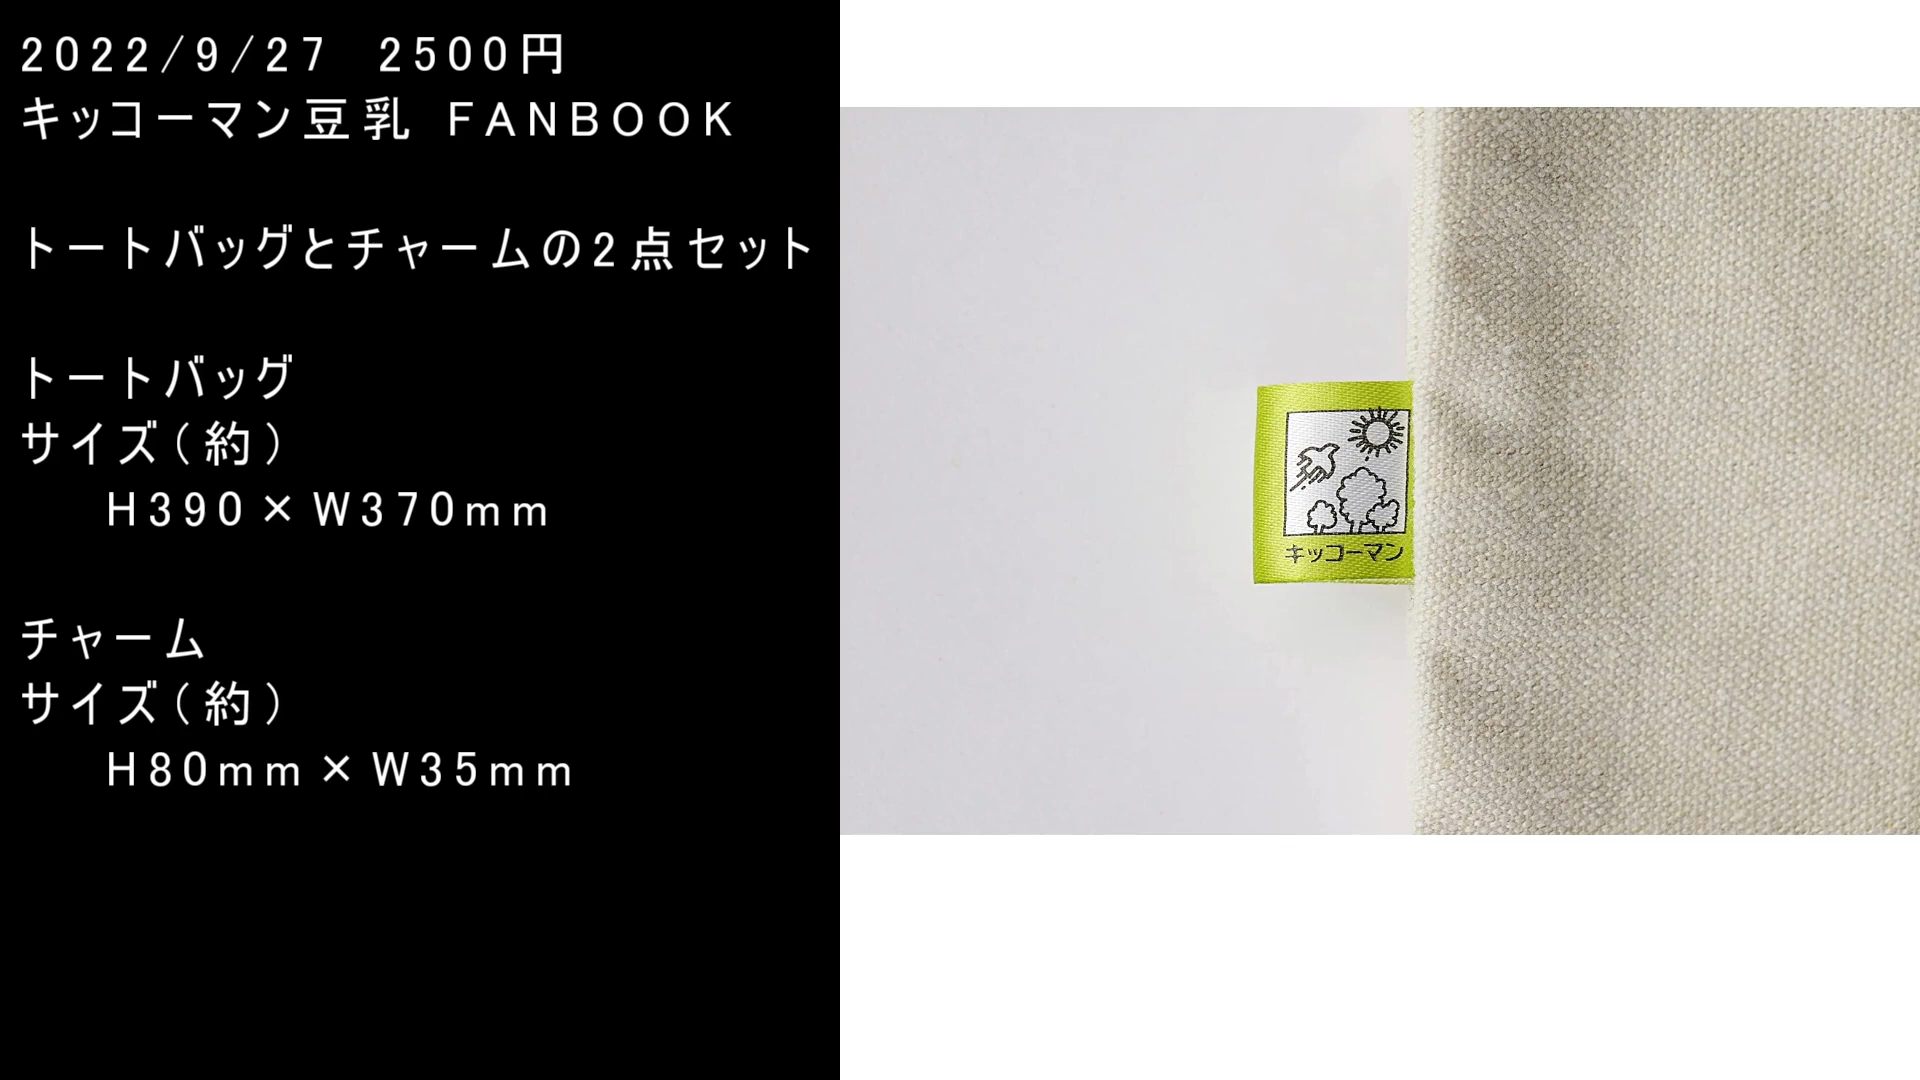 2022/9/27　2500円
キッコーマン豆乳 FANBOOK
トートバッグとチャームの2点セット
トートバッグ
サイズ(約)
H390×W370mm
チャーム
サイズ(約)
H80mm×W35mm
キッコーマン